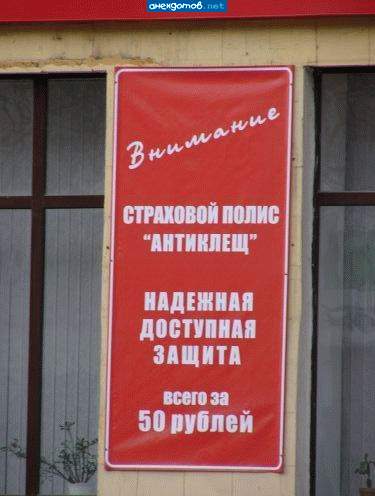 анекдотов.net
Внимание
СТРАХОВОЙ ПОЛИС
"АНТИКЛЕЩ"
НАДЕЖНАЯ
ДОСТУПНАЯ
ЗАЩИТА
всего за
50 рублей